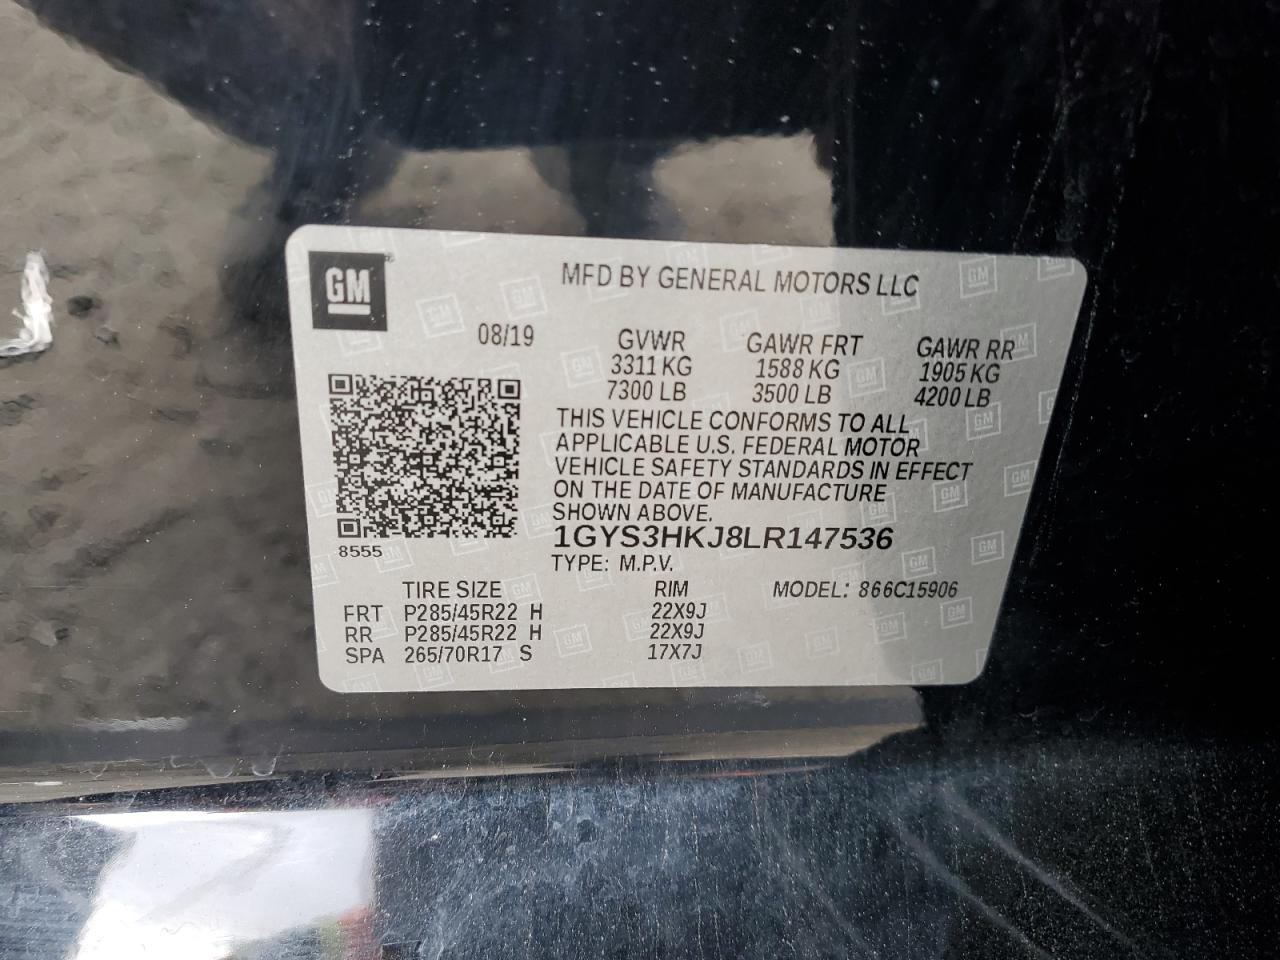 GM
MFD BY GENERAL MOTORS LLC
08/19 GVWR GAWR FRT GAWR RR
3311 KG 1588 KG 1905 KG
7300 LB 3500 LB 4200 LB
THIS VEHICLE CONFORMS TO ALL
APPLICABLE U.S. FEDERAL MOTOR
VEHICLE SAFETY STANDARDS IN EFFECT
ON THE DATE OF MANUFACTURE
SHOWN ABOVE.
8555 1GYS3HKJ8LR147536
TYPE: M.P.V.
TIRE SIZE RIM MODEL: 866C15906
FRT P285/45R22 H 22X9J
RR P285/45R22 H 22X9J
SPA 265/70R17 S 17X7J